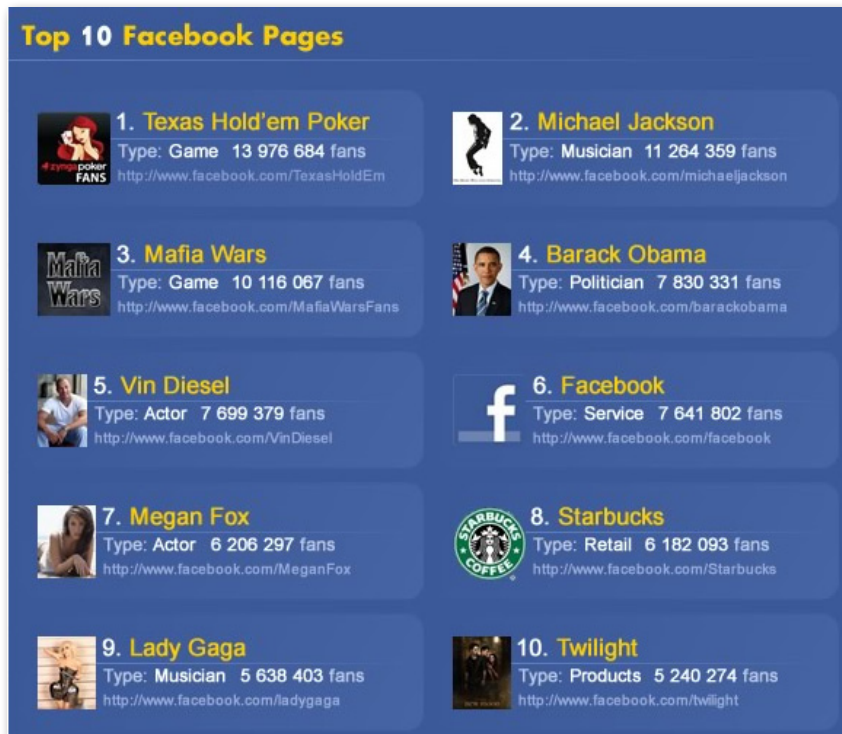 Top 10 Facebook Pages
1. Texas Hold'em Poker
Type: Game 13 976 684 fans
http://www.facebook.com/TexasHoldEm
zynga poker
FANS
2. Michael Jackson
Type: Musician 11 264 359 fans
http://www.facebook.com/michaeljackson
3. Mafia Wars
Type: Game 10 116 067 fans
http://www.facebook.com/MafiaWarsFans
Mafia
Wars
4. Barack Obama
Type: Politician 7 830 331 fans
http://www.facebook.com/barackobama
5. Vin Diesel
Type: Actor 7 699 379 fans
http://www.facebook.com/VinDiesel
6. Facebook
Type: Service 7 641 802 fans
http://www.facebook.com/facebook
f
7. Megan Fox
Type: Actor 6 206 297 fans
http://www.facebook.com/MeganFox
8. Starbucks
Type: Retail 6 182 093 fans
http://www.facebook.com/Starbucks
STARBUCKS
COFFEE
9. Lady Gaga
Type: Musician 5 638 403 fans
http://www.facebook.com/ladygaga
10. Twilight
Type: Products 5 240 274 fans
http://www.facebook.com/twilight